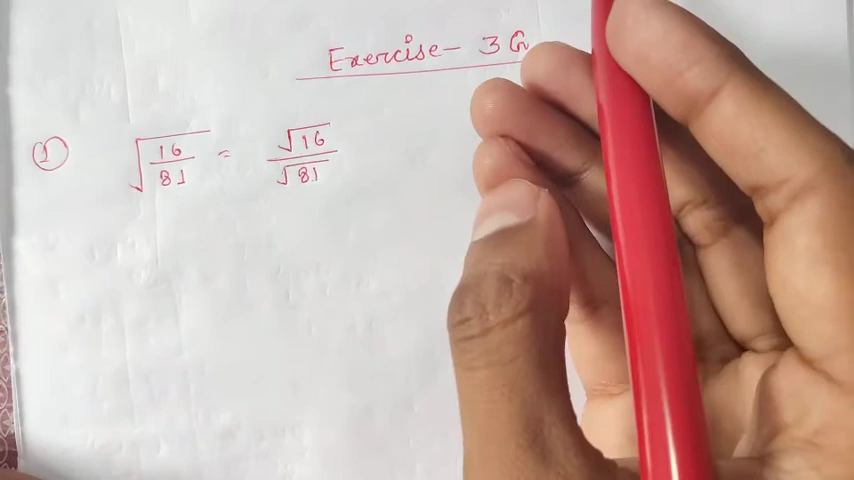 Exercise - 3G
① √(16/81) = √16/√81